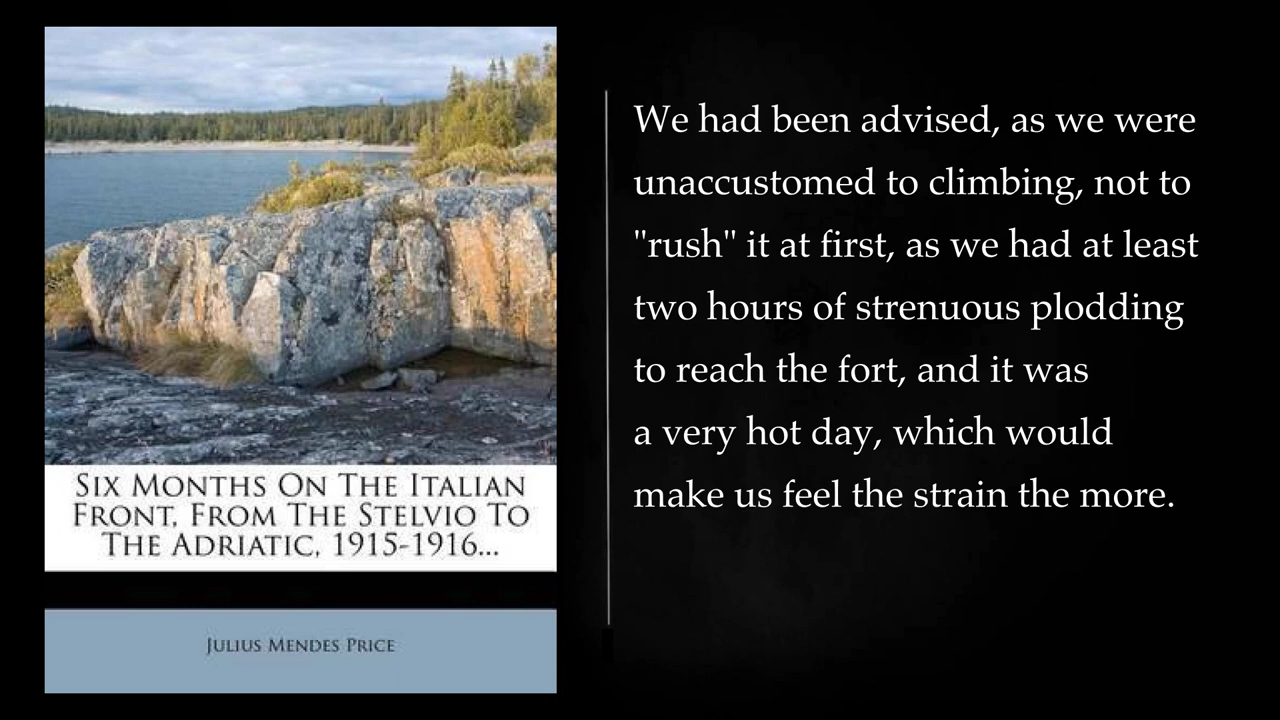 SIX MONTHS ON THE ITALIAN
FRONT, FROM THE STELVIO TO
THE ADRIATIC, 1915-1916...
JULIUS MENDES PRICE
We had been advised, as we were
unaccustomed to climbing, not to
"rush" it at first, as we had at least
two hours of strenuous plodding
to reach the fort, and it was
a very hot day, which would
make us feel the strain the more.